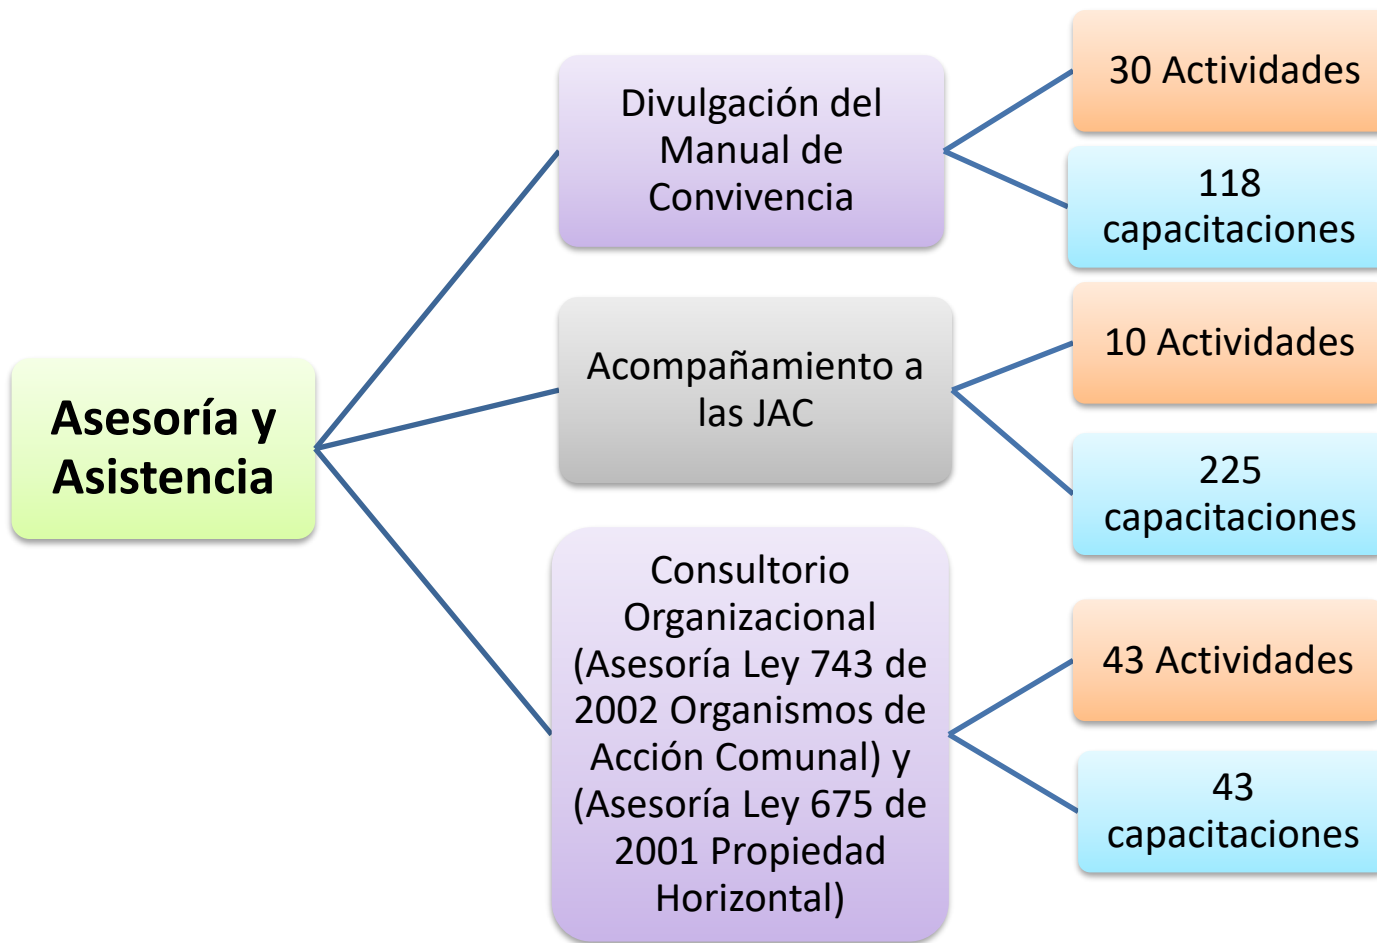 Asesoría y
Asistencia
Divulgación del
Manual de
Convivencia
30 Actividades
118
capacitaciones
Acompañamiento a
las JAC
10 Actividades
225
capacitaciones
Consultorio
Organizacional
(Asesoría Ley 743 de
2002 Organismos de
Acción Comunal) y
(Asesoría Ley 675 de
2001 Propiedad
Horizontal)
43 Actividades
43
capacitaciones